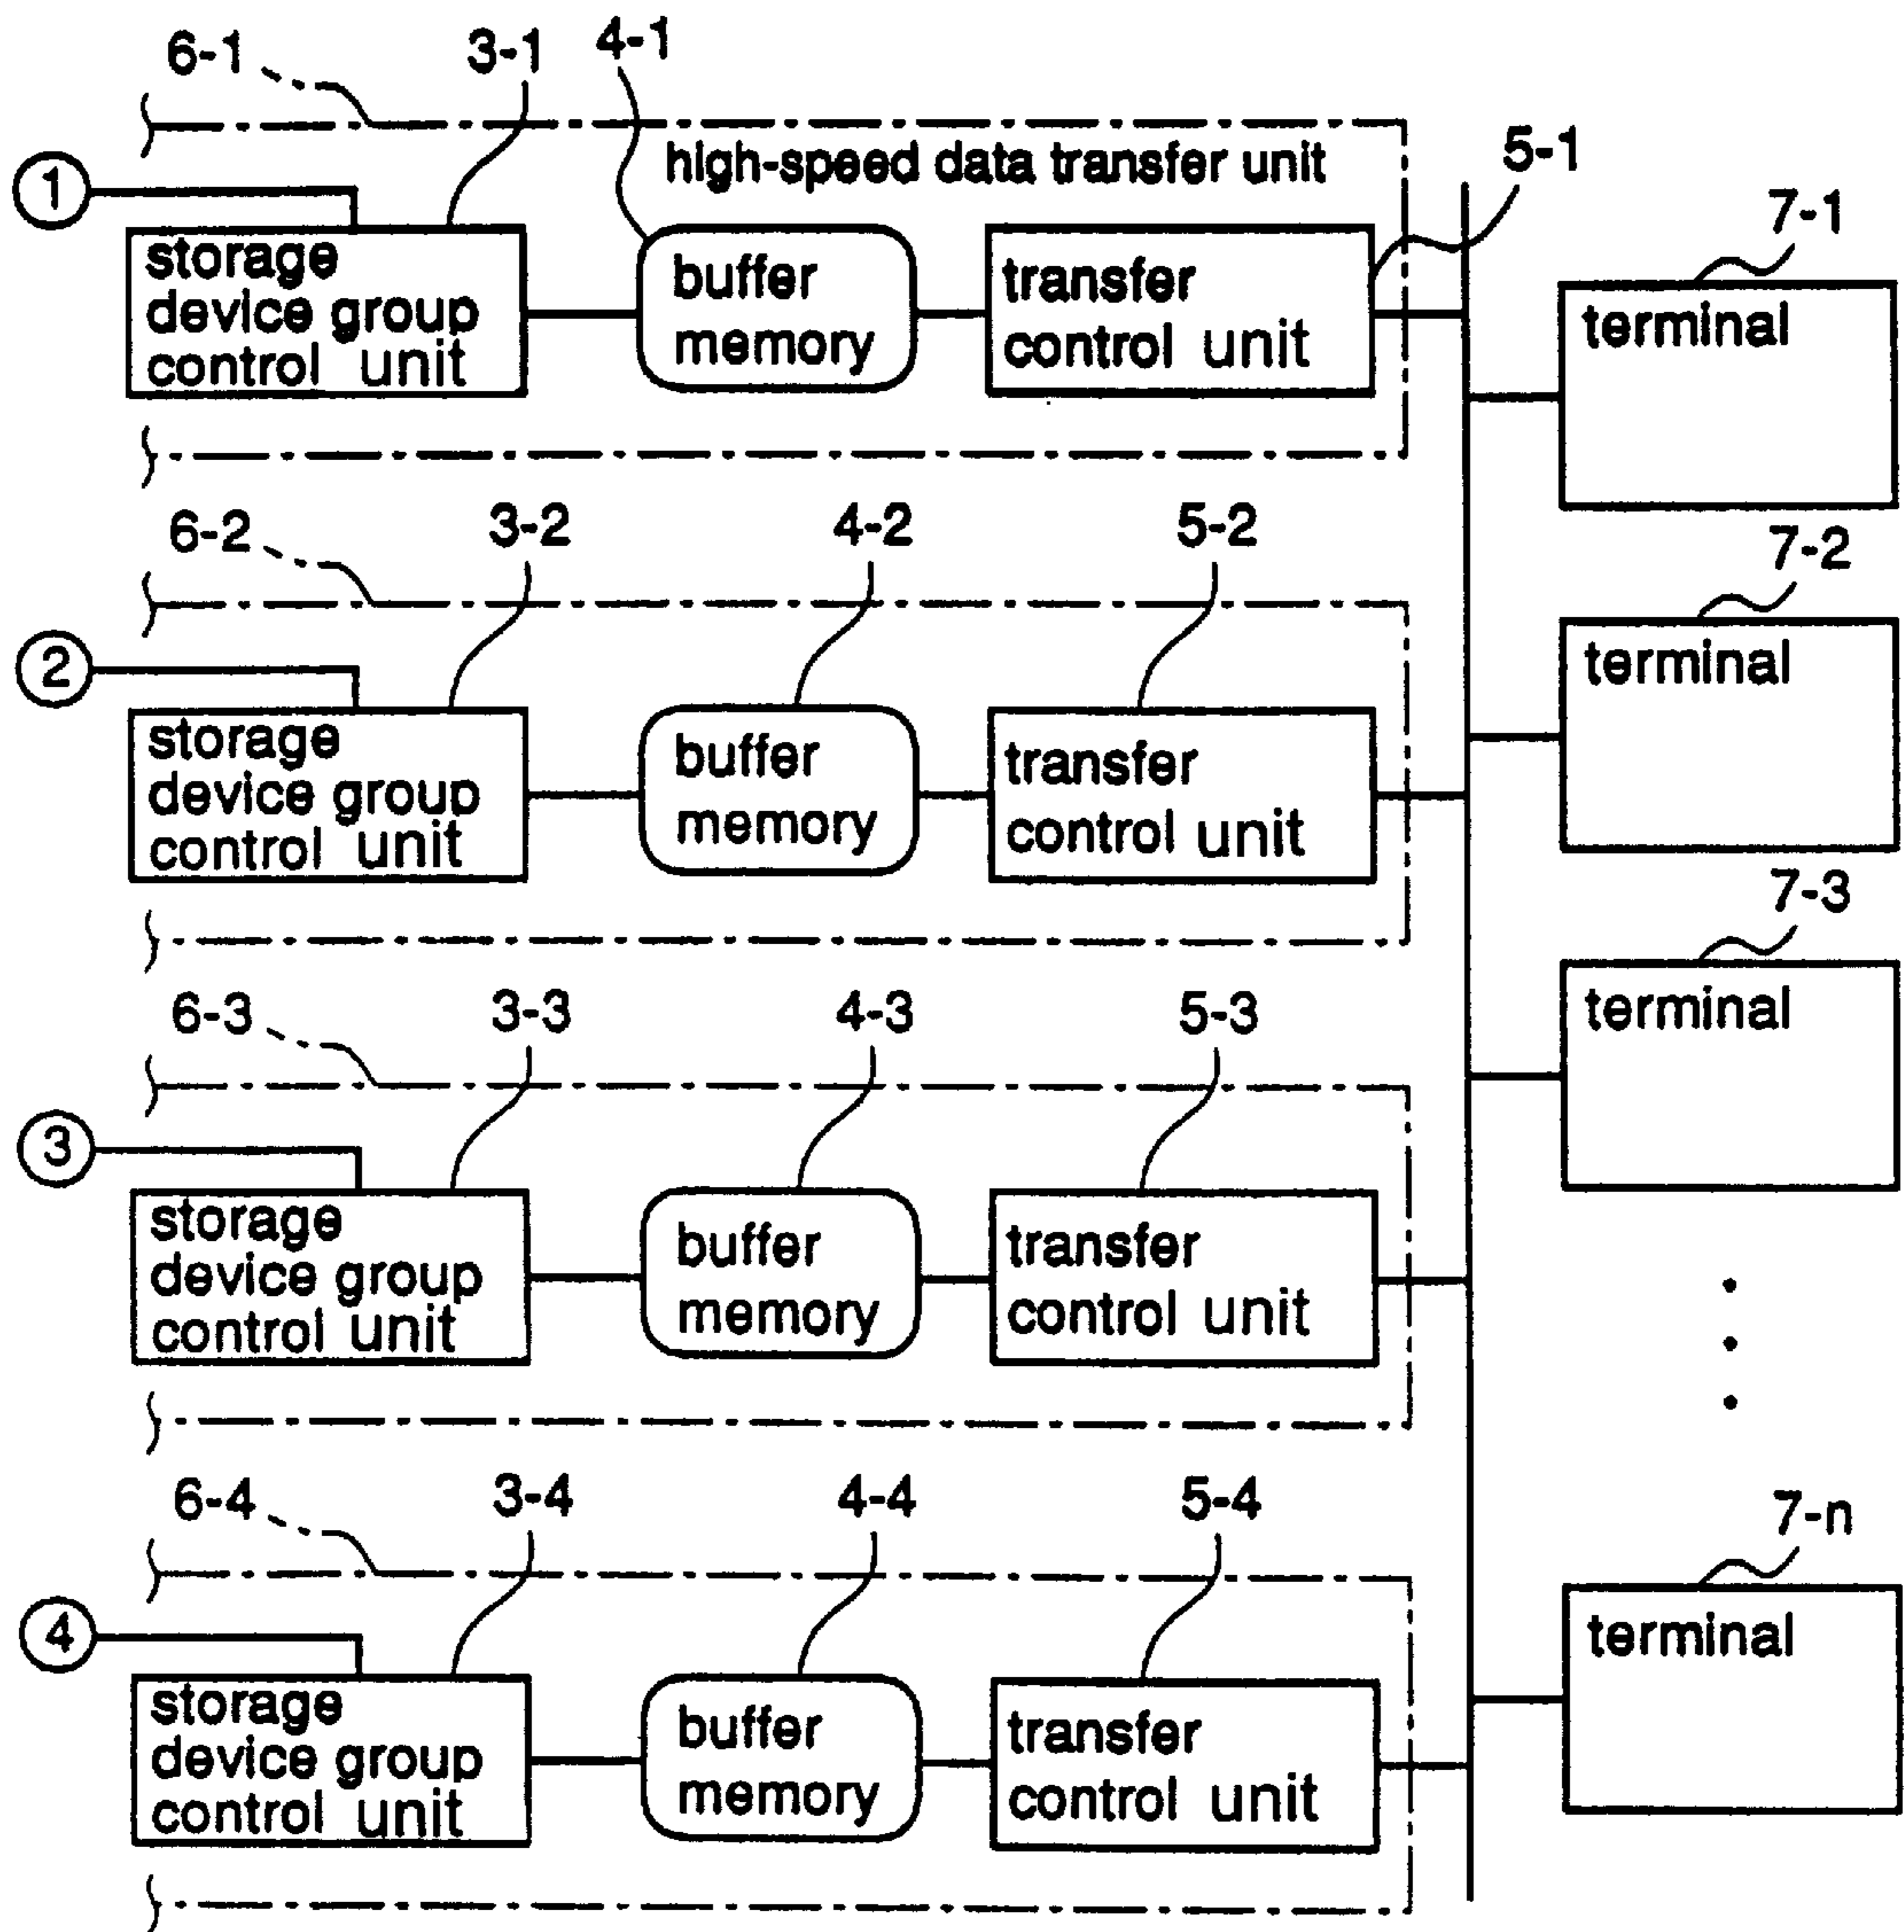 6-1
3-1
4-1
high-speed data transfer unit
5-1
1
storage
device group
control unit
buffer
memory
transfer
control unit
7-1
terminal
6-2
3-2
4-2
5-2
2
storage
device group
control unit
buffer
memory
transfer
control unit
7-2
terminal
6-3
3-3
4-3
5-3
3
storage
device group
control unit
buffer
memory
transfer
control unit
7-3
terminal
6-4
3-4
4-4
5-4
4
storage
device group
control unit
buffer
memory
transfer
control unit
7-n
terminal